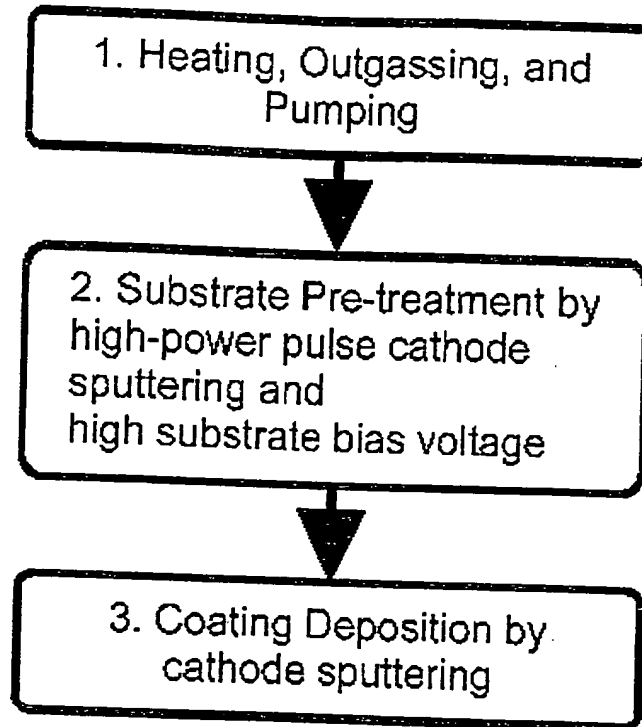 1. Heating, Outgassing, and
Pumping
2. Substrate Pre-treatment by
high-power pulse cathode
sputtering and
high substrate bias voltage
3. Coating Deposition by
cathode sputtering